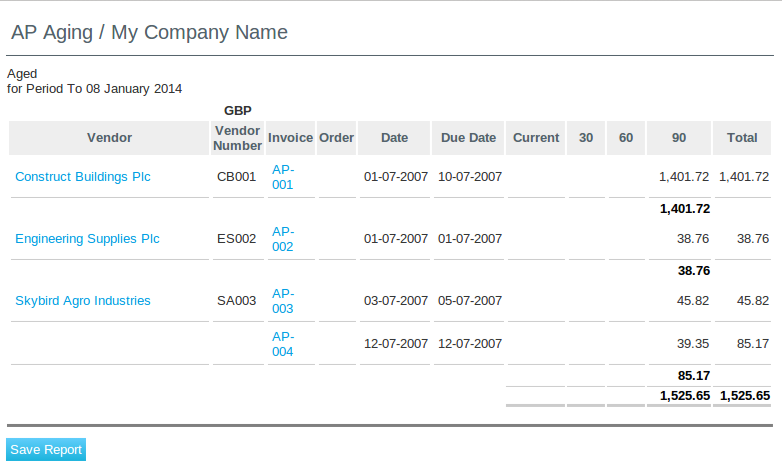 AP Aging / My Company Name
Aged
for Period To 08 January 2014
GBP
Vendor Vendor Number Invoice Order Date Due Date Current 30 60 90 Total
Construct Buildings Plc CB001 AP-001 01-07-2007 10-07-2007 1,401.72 1,401.72
1,401.72
Engineering Supplies Plc ES002 AP-002 01-07-2007 01-07-2007 38.76 38.76
38.76
Skybird Agro Industries SA003 AP-003 03-07-2007 05-07-2007 45.82 45.82
AP-004 12-07-2007 12-07-2007 39.35 85.17
85.17
1,525.65 1,525.65
Save Report